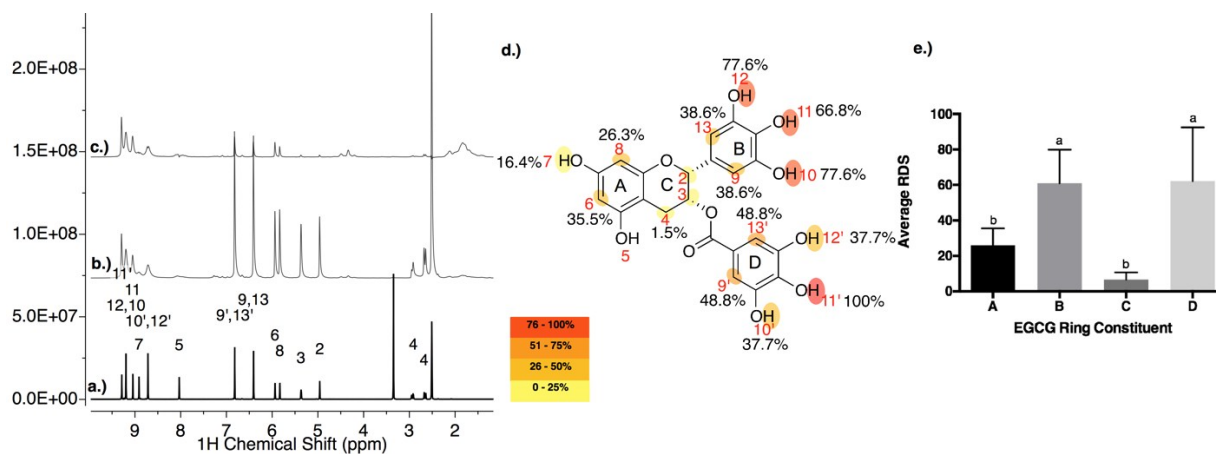 2.0E+08
1.5E+08
1.0E+08
5.0E+07
0.0E+00
c.)
b.)
a.)
11'
11
12,10
10',12'
7
5
9,13
9',13'
6
8
3
2
4
4
9 8 7 6 5 4 3 2
1H Chemical Shift (ppm)
d.)
77.6%
12
OH
38.6%
13
OH
11 66.8%
B
26.3%
8
16.4% 7
HO
O
2
9
OH
10 77.6%
A
C
3
38.6%
6
4
35.5%
1.5%
O
48.8%
13'
OH
5
O
OH
12' 37.7%
D
9'
48.8%
OH
11' 100%
OH
10'
37.7%
76 - 100%
51 - 75%
26 - 50%
0 - 25%
e.)
Average RDS
100
80
60
40
20
0
b
a
b
a
A B C D
EGCG Ring Constituent